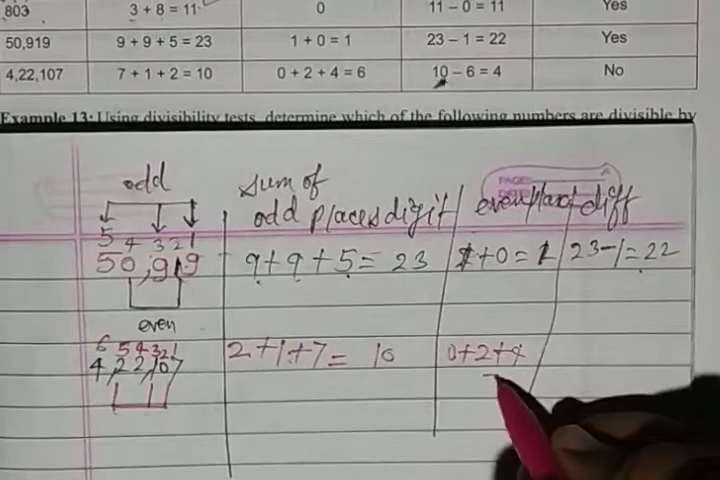 803 3 + 8 = 11 0 11 – 0 = 11 Yes
50,919 9 + 9 + 5 = 23 1 + 0 = 1 23 – 1 = 22 Yes
4,22,107 7 + 1 + 2 = 10 0 + 2 + 4 = 6 10 – 6 = 4 No
Example 13: Using divisibility tests, determine which of the following numbers are divisible by
PAGE:
odd sum of
odd places digit even place diff
5 4 3 2 1
50,919 9+9+5= 23 1+0=1 23-1=22
even
6 5 4 3 2 1
4,22,107 2+1+7= 10 0+2+4